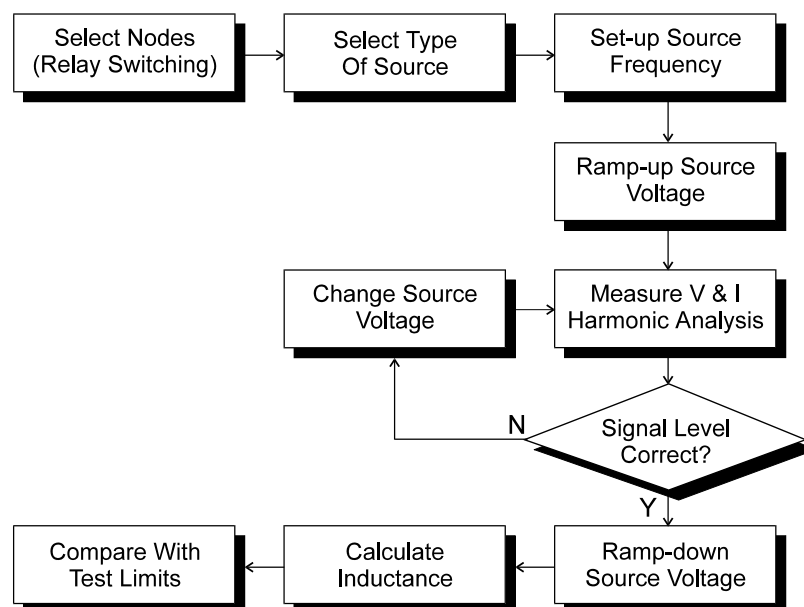 Select Nodes
(Relay Switching)
Select Type
Of Source
Set-up Source
Frequency
Ramp-up Source
Voltage
Change Source
Voltage
Measure V & I
Harmonic Analysis
N
Signal Level
Correct?
Y
Compare With
Test Limits
Calculate
Inductance
Ramp-down
Source Voltage